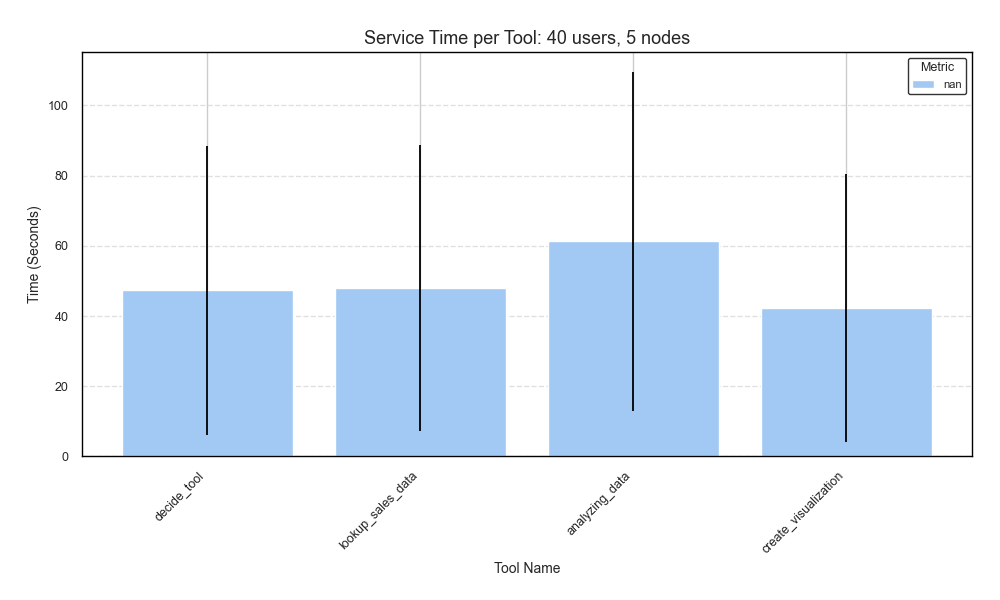 Service Time per Tool: 40 users, 5 nodes
Metric
nan
Time (Seconds)
100
80
60
40
20
0
decide_tool
lookup_sales_data
analyzing_data
create_visualization
Tool Name